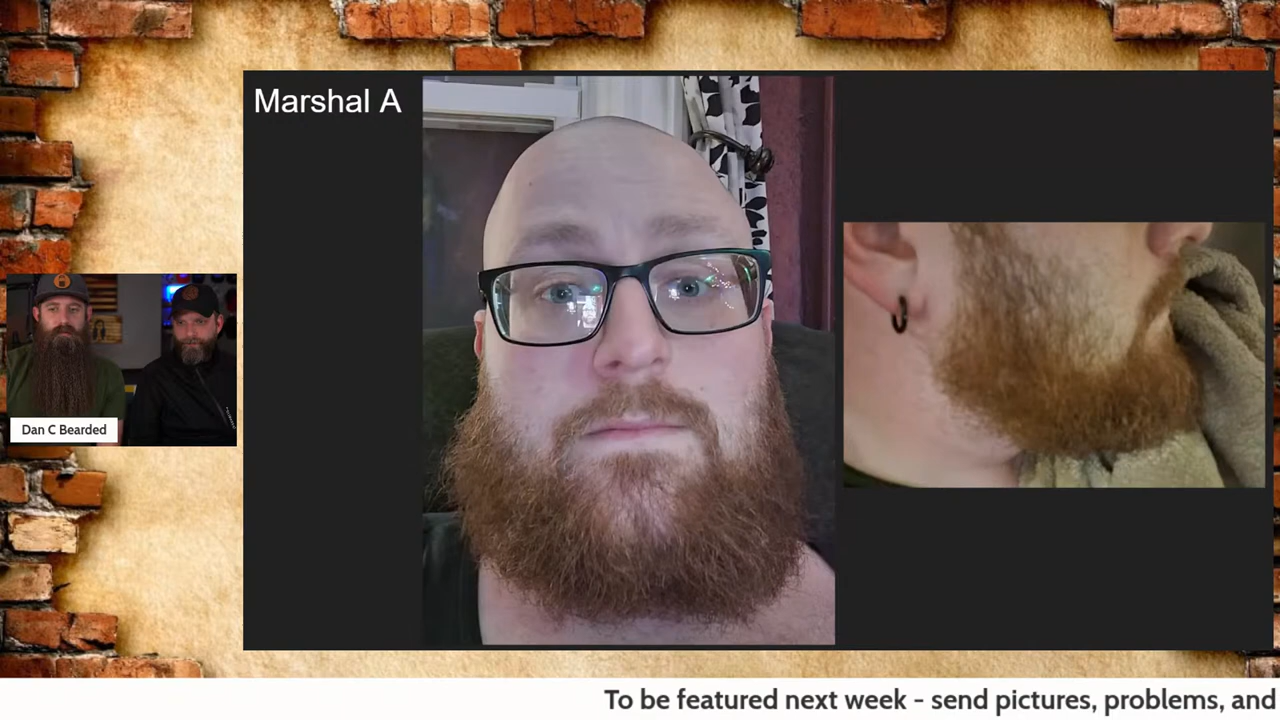 Marshal A
Dan C Bearded
To be featured next week - send pictures, problems, and